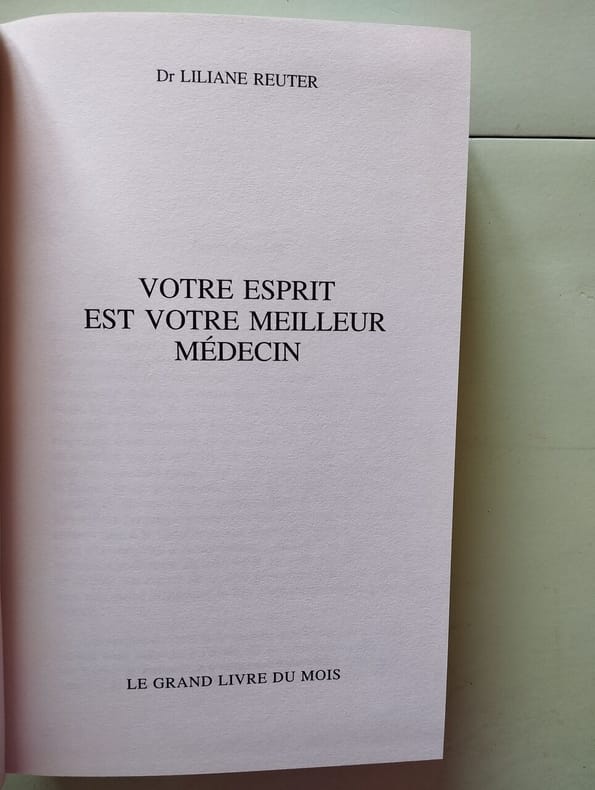 Dr LILIANE REUTER
VOTRE ESPRIT
EST VOTRE MEILLEUR
MÉDECIN
LE GRAND LIVRE DU MOIS